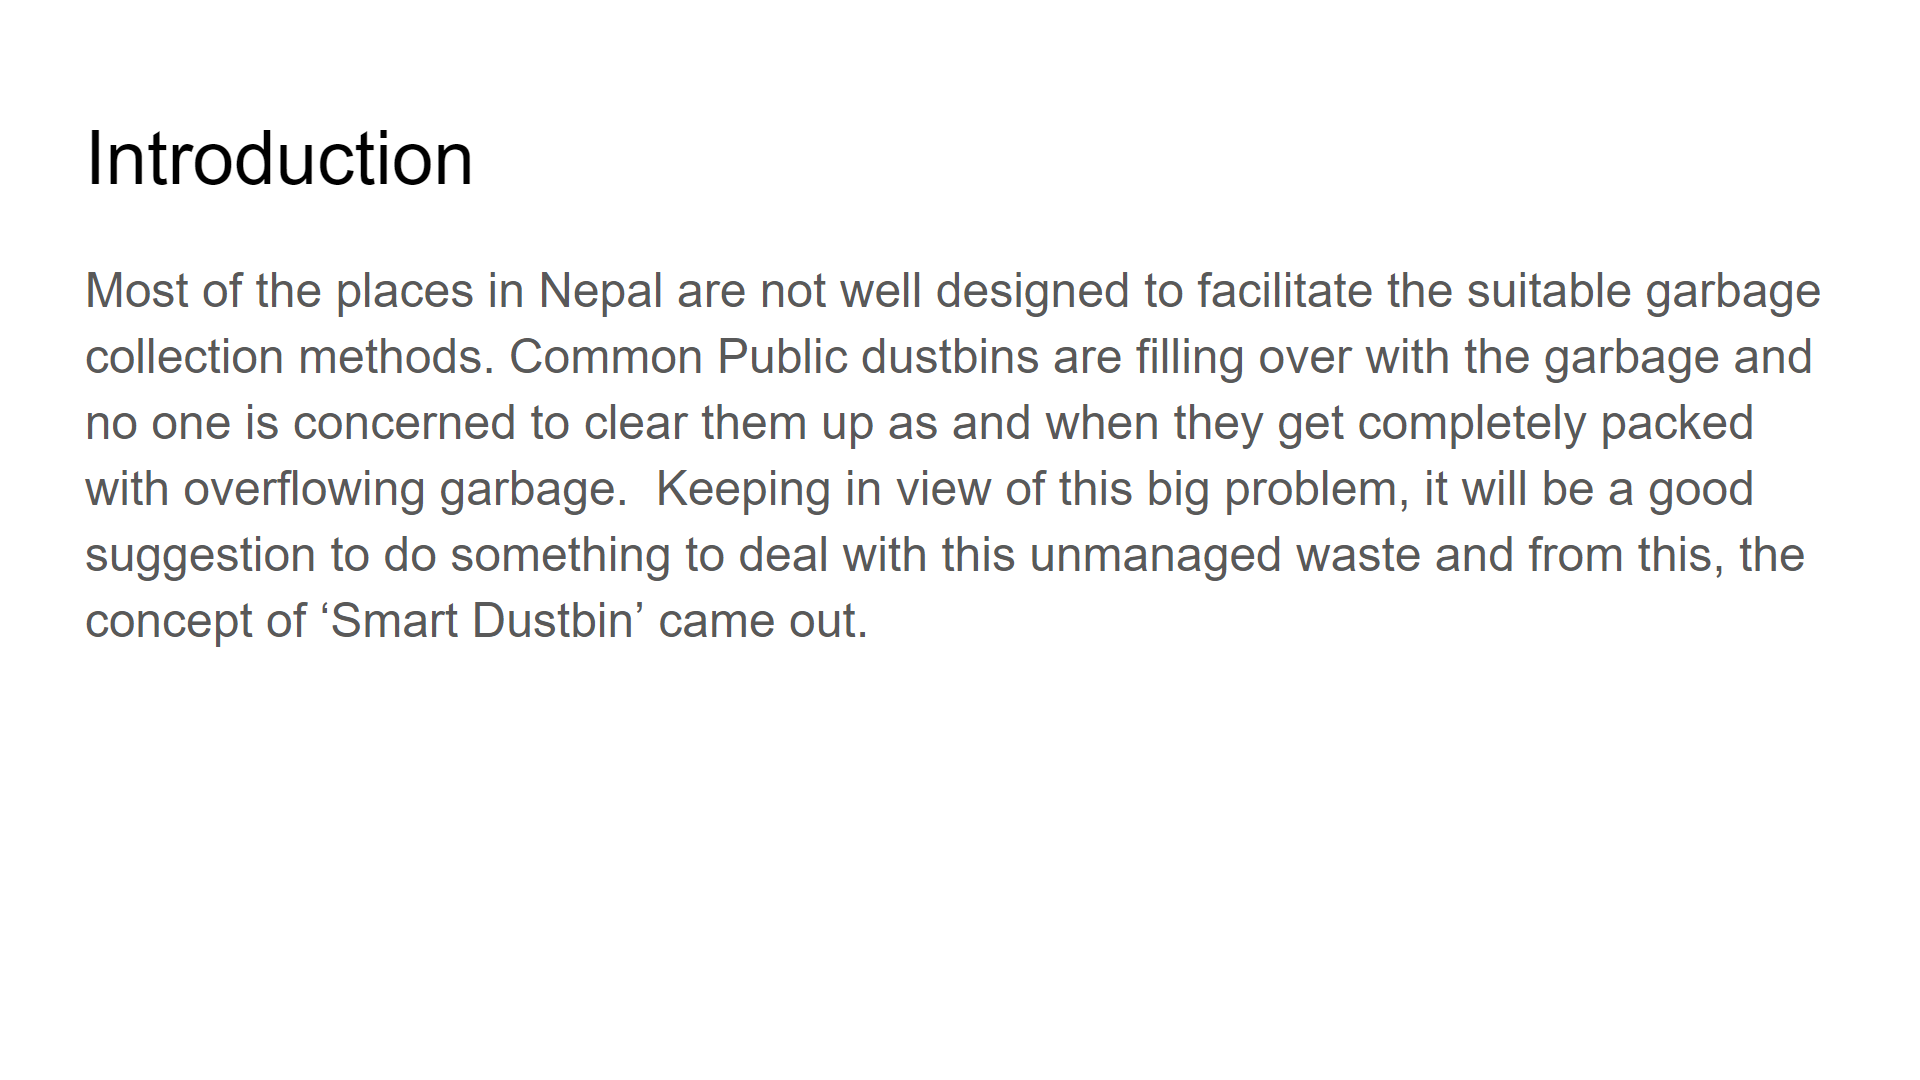 Introduction
Most of the places in Nepal are not well designed to facilitate the suitable garbage
collection methods. Common Public dustbins are filling over with the garbage and
no one is concerned to clear them up as and when they get completely packed
with overflowing garbage.  Keeping in view of this big problem, it will be a good
suggestion to do something to deal with this unmanaged waste and from this, the
concept of ‘Smart Dustbin’ came out.